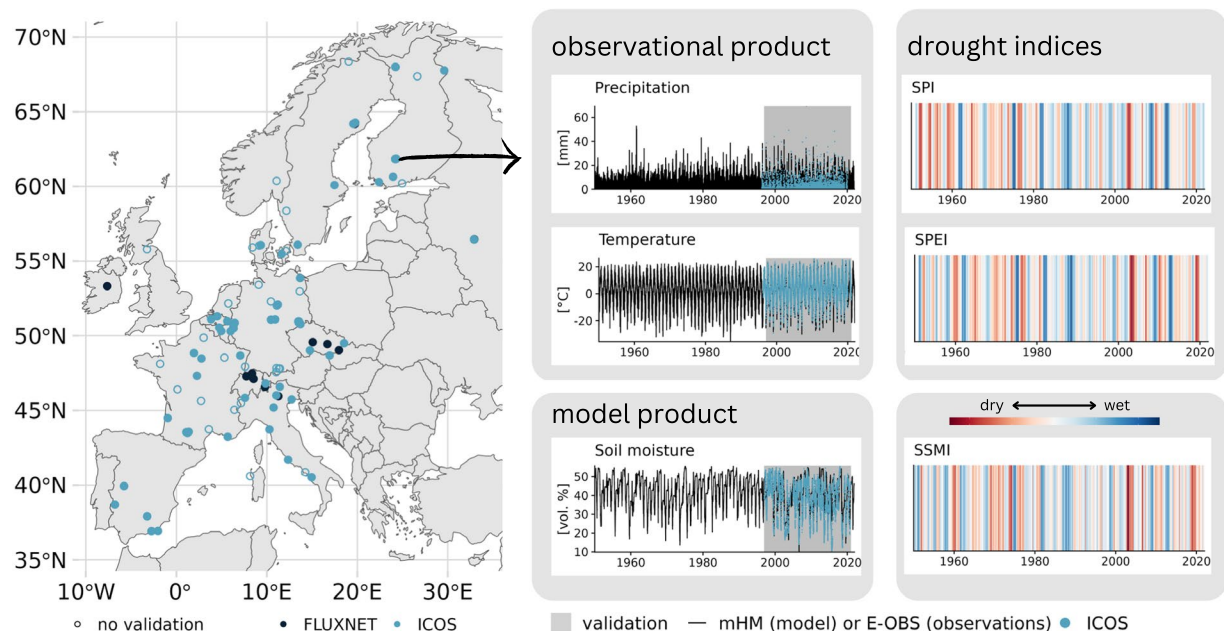 70°N
65°N
60°N
55°N
50°N
45°N
40°N
35°N
10°W 0° 10°E 20°E 30°E
no validation FLUXNET ICOS
observational product
Precipitation
[mm]
60
40
20
0
1960 1980 2000 2020
Temperature
[°C]
20
0
-20
1960 1980 2000 2020
model product
Soil moisture
[vol. %]
50
40
30
20
10
1960 1980 2000 2020
drought indices
SPI
1960 1980 2000 2020
SPEI
1960 1980 2000 2020
dry wet
SSMI
1960 1980 2000 2020
validation mHM (model) or E-OBS (observations) ICOS